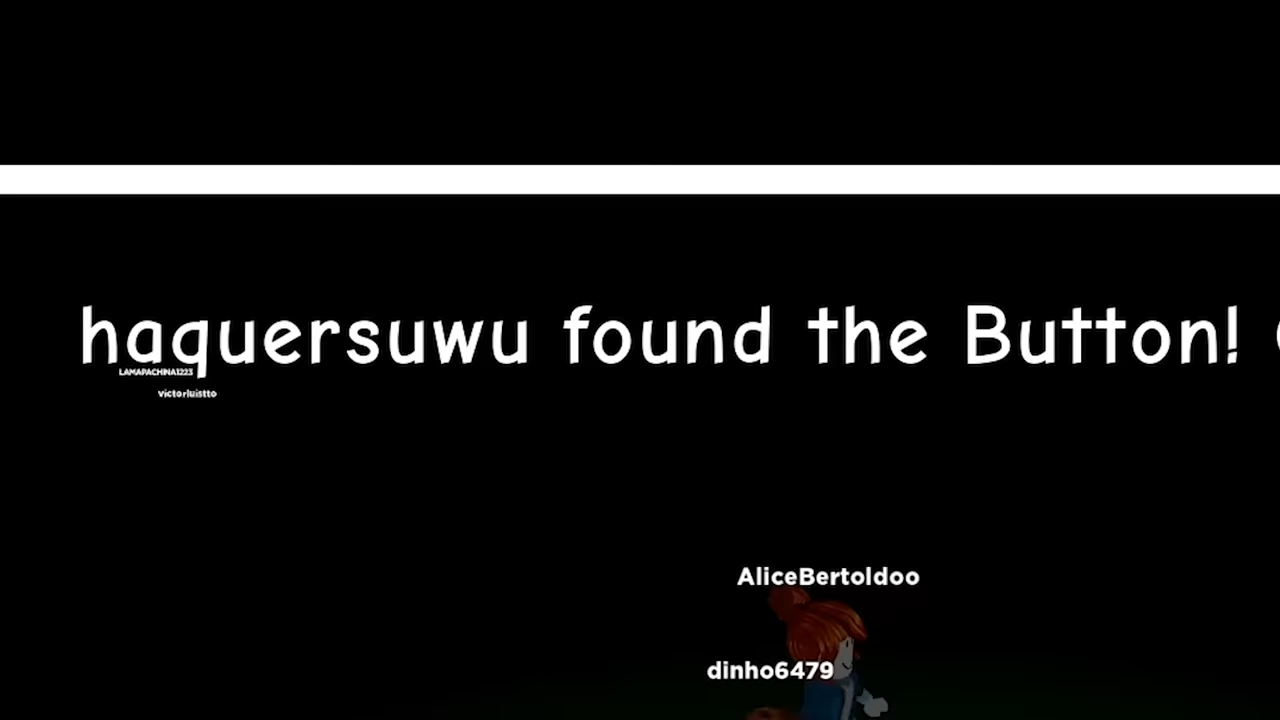 haquersuwu found the Button!
LAMAPACHINA1223
victorluistto
AliceBertoldoo
dinho6479